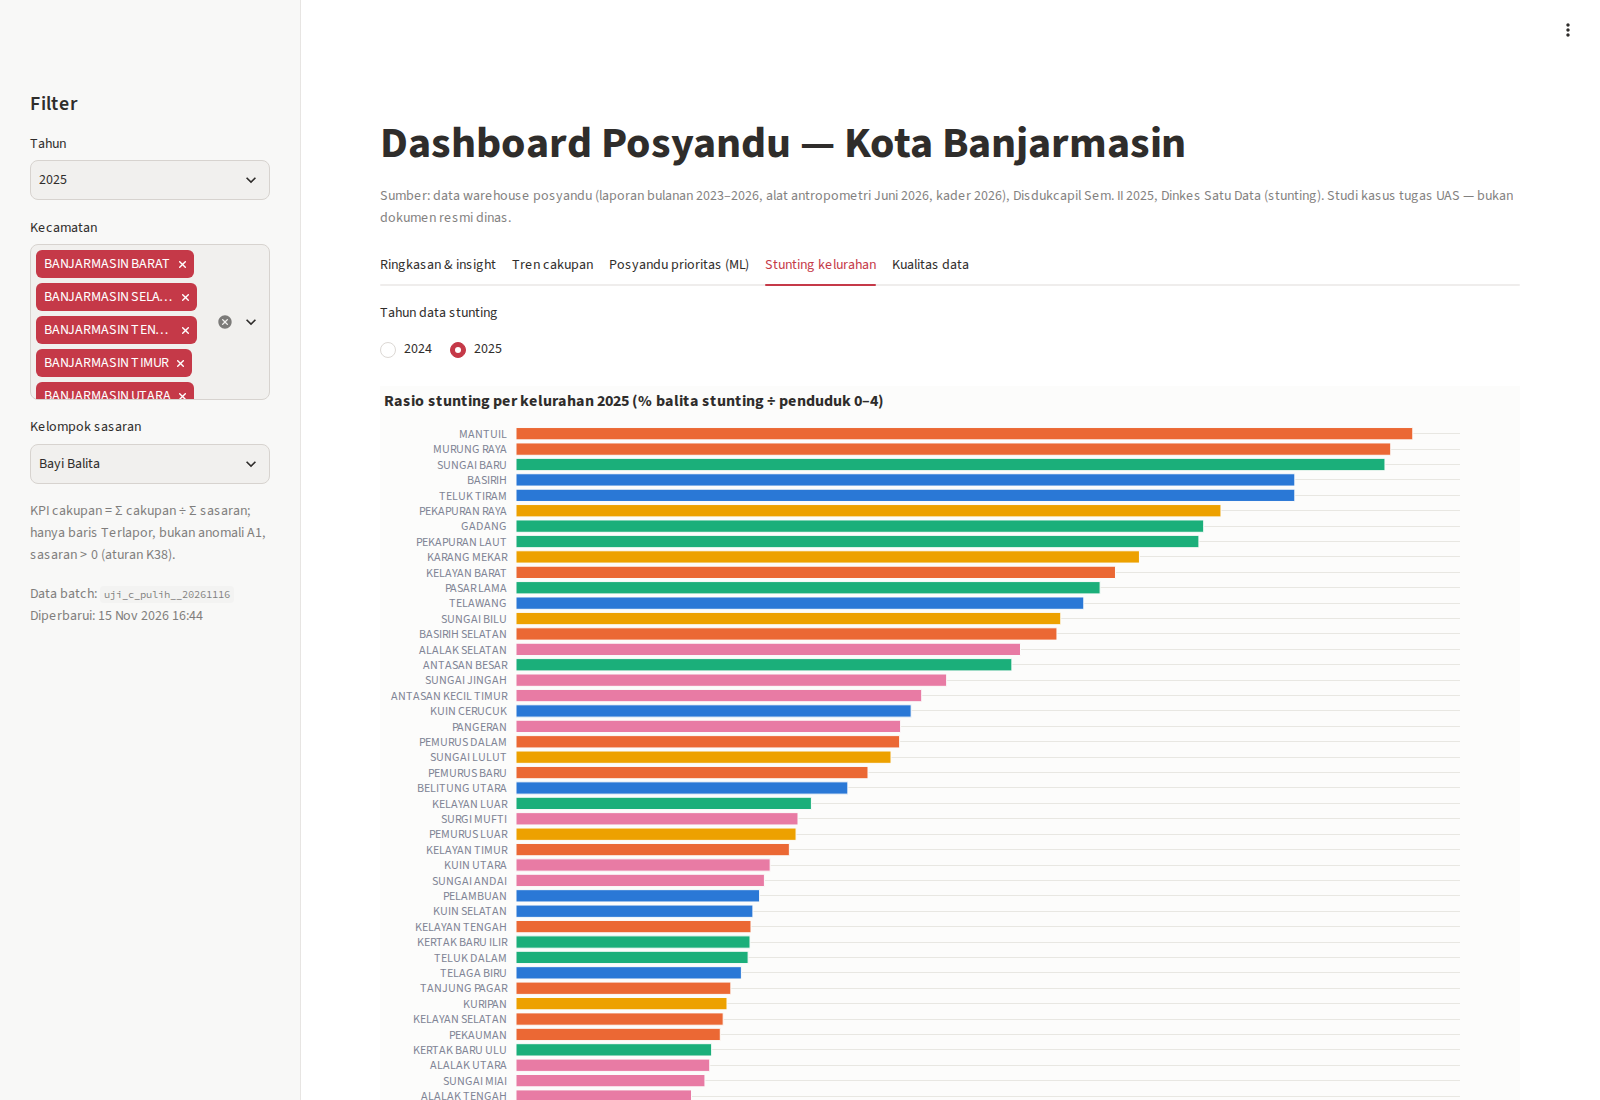 Filter
Tahun
2025
Kecamatan
BANJARMASIN BARAT
BANJARMASIN SELA…
BANJARMASIN TEN…
BANJARMASIN TIMUR
BANJARMASIN UTARA
Kelompok sasaran
Bayi Balita
KPI cakupan = Σ cakupan ÷ Σ sasaran;
hanya baris Terlapor, bukan anomali A1,
sasaran > 0 (aturan K38).
Data batch: uji_c_pulih__20261116
Diperbarui: 15 Nov 2026 16:44
Dashboard Posyandu — Kota Banjarmasin
Sumber: data warehouse posyandu (laporan bulanan 2023–2026, alat antropometri Juni 2026, kader 2026), Disdukcapil Sem. II 2025, Dinkes Satu Data (stunting). Studi kasus tugas UAS — bukan
dokumen resmi dinas.
Ringkasan & insight Tren cakupan Posyandu prioritas (ML) Stunting kelurahan Kualitas data
Tahun data stunting
2024 2025
Rasio stunting per kelurahan 2025 (% balita stunting ÷ penduduk 0–4)
MANTUIL
MURUNG RAYA
SUNGAI BARU
BASIRIH
TELUK TIRAM
PEKAPURAN RAYA
GADANG
PEKAPURAN LAUT
KARANG MEKAR
KELAYAN BARAT
PASAR LAMA
TELAWANG
SUNGAI BILU
BASIRIH SELATAN
ALALAK SELATAN
ANTASAN BESAR
SUNGAI JINGAH
ANTASAN KECIL TIMUR
KUIN CERUCUK
PANGERAN
PEMURUS DALAM
SUNGAI LULUT
PEMURUS BARU
BELITUNG UTARA
KELAYAN LUAR
SURGI MUFTI
PEMURUS LUAR
KELAYAN TIMUR
KUIN UTARA
SUNGAI ANDAI
PELAMBUAN
KUIN SELATAN
KELAYAN TENGAH
KERTAK BARU ILIR
TELUK DALAM
TELAGA BIRU
TANJUNG PAGAR
KURIPAN
KELAYAN SELATAN
PEKAUMAN
KERTAK BARU ULU
ALALAK UTARA
SUNGAI MIAI
ALALAK TENGAH